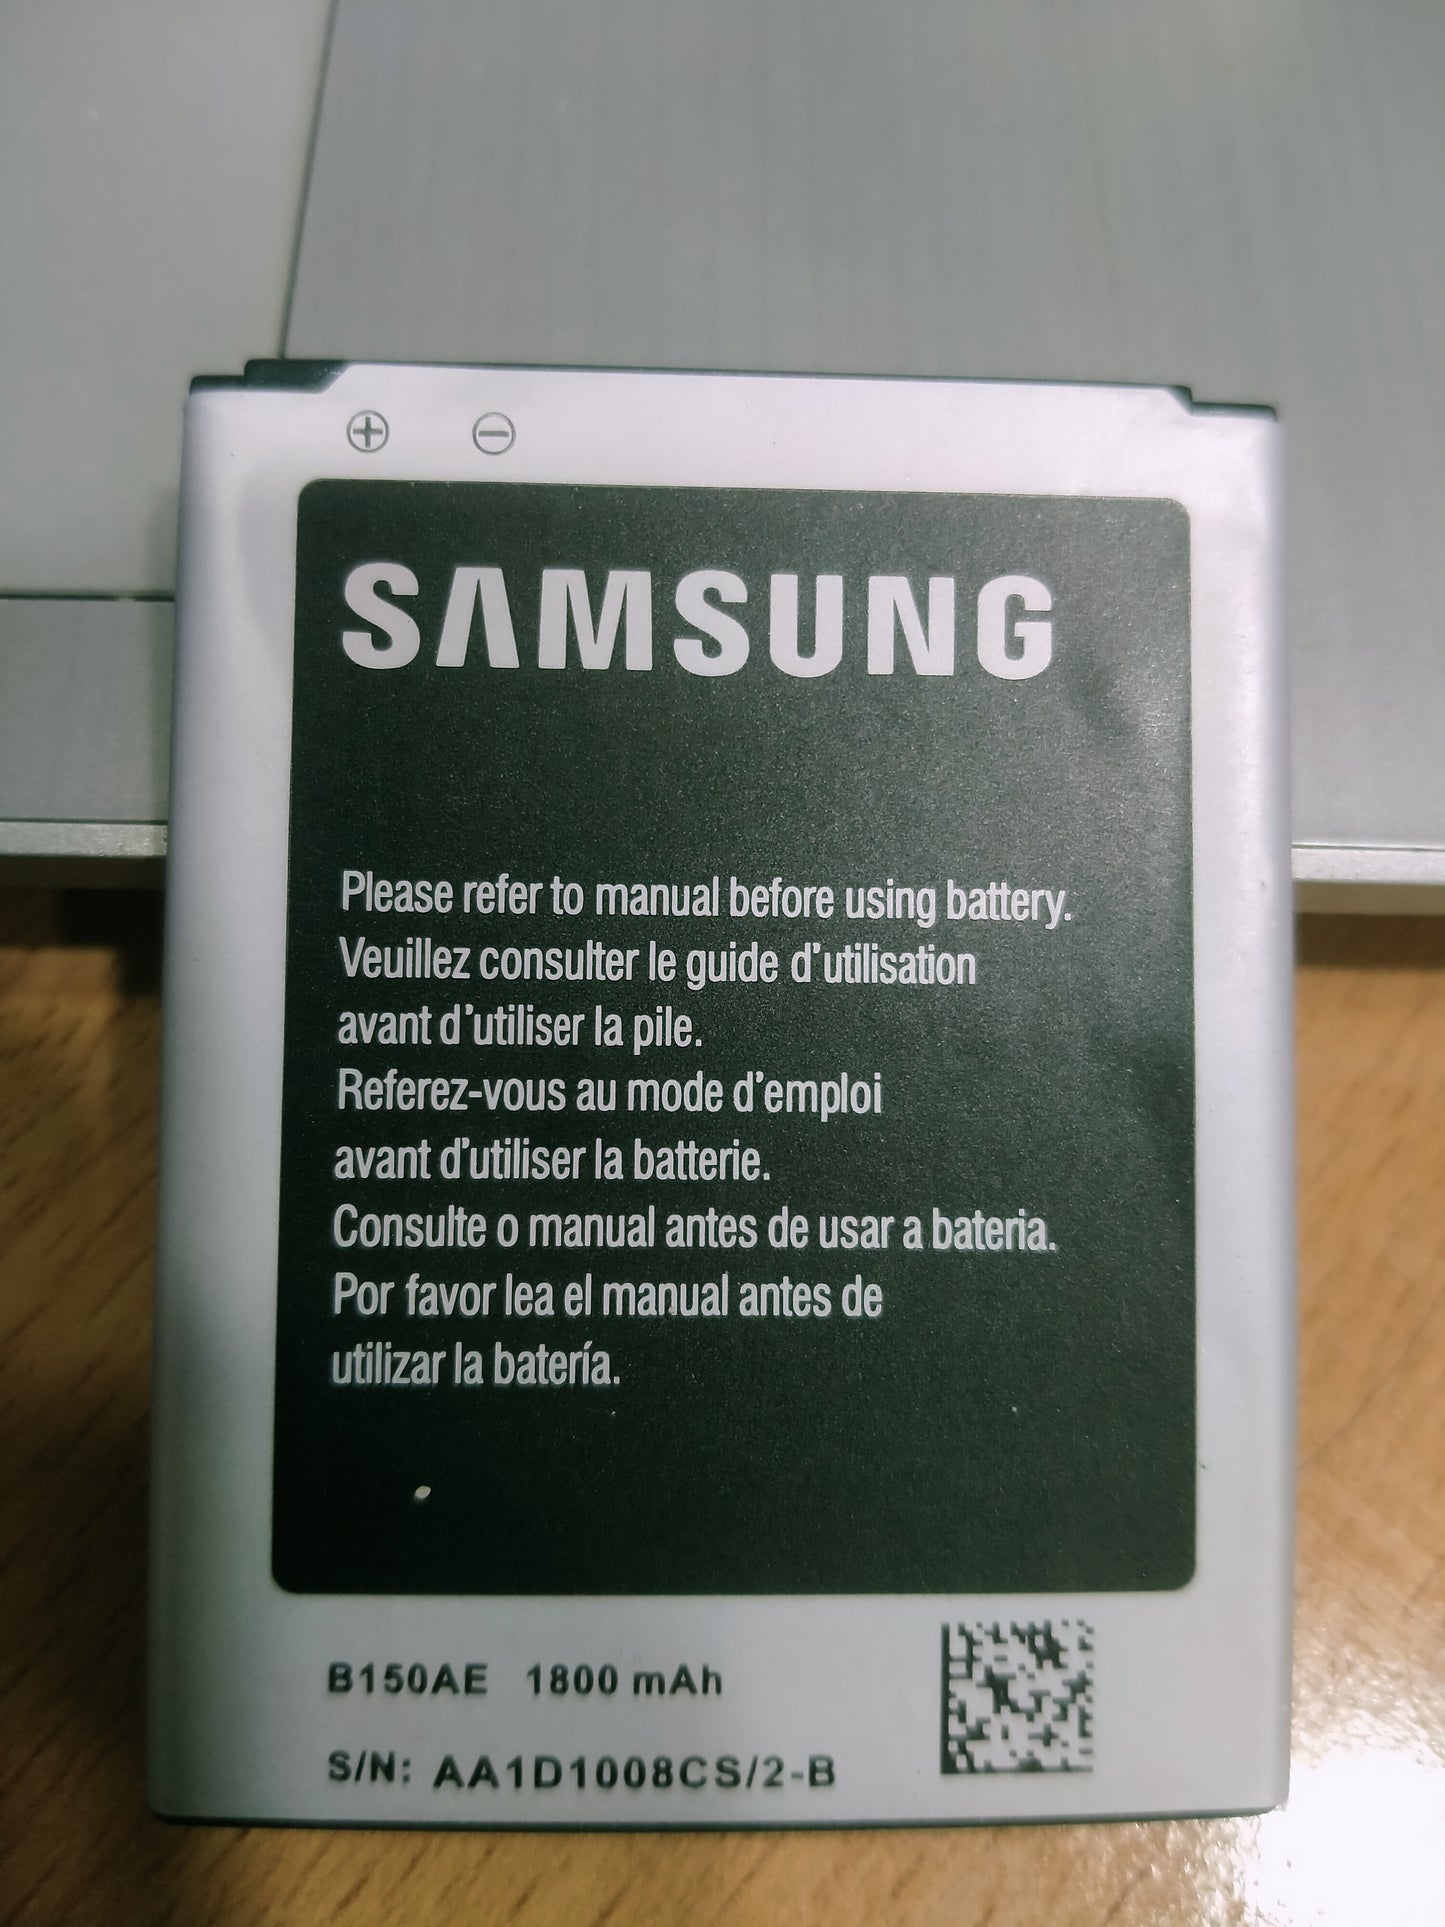 SAMSUNG
Please refer to manual before using battery.
Veuillez consulter le guide d'utilisation
avant d'utiliser la pile.
Referez-vous au mode d'emploi
avant d'utiliser la batterie.
Consulte o manual antes de usar a bateria.
Por favor lea el manual antes de
utilizar la batería.
B150AE 1800 mAh
S/N: AA1D1008CS/2-B